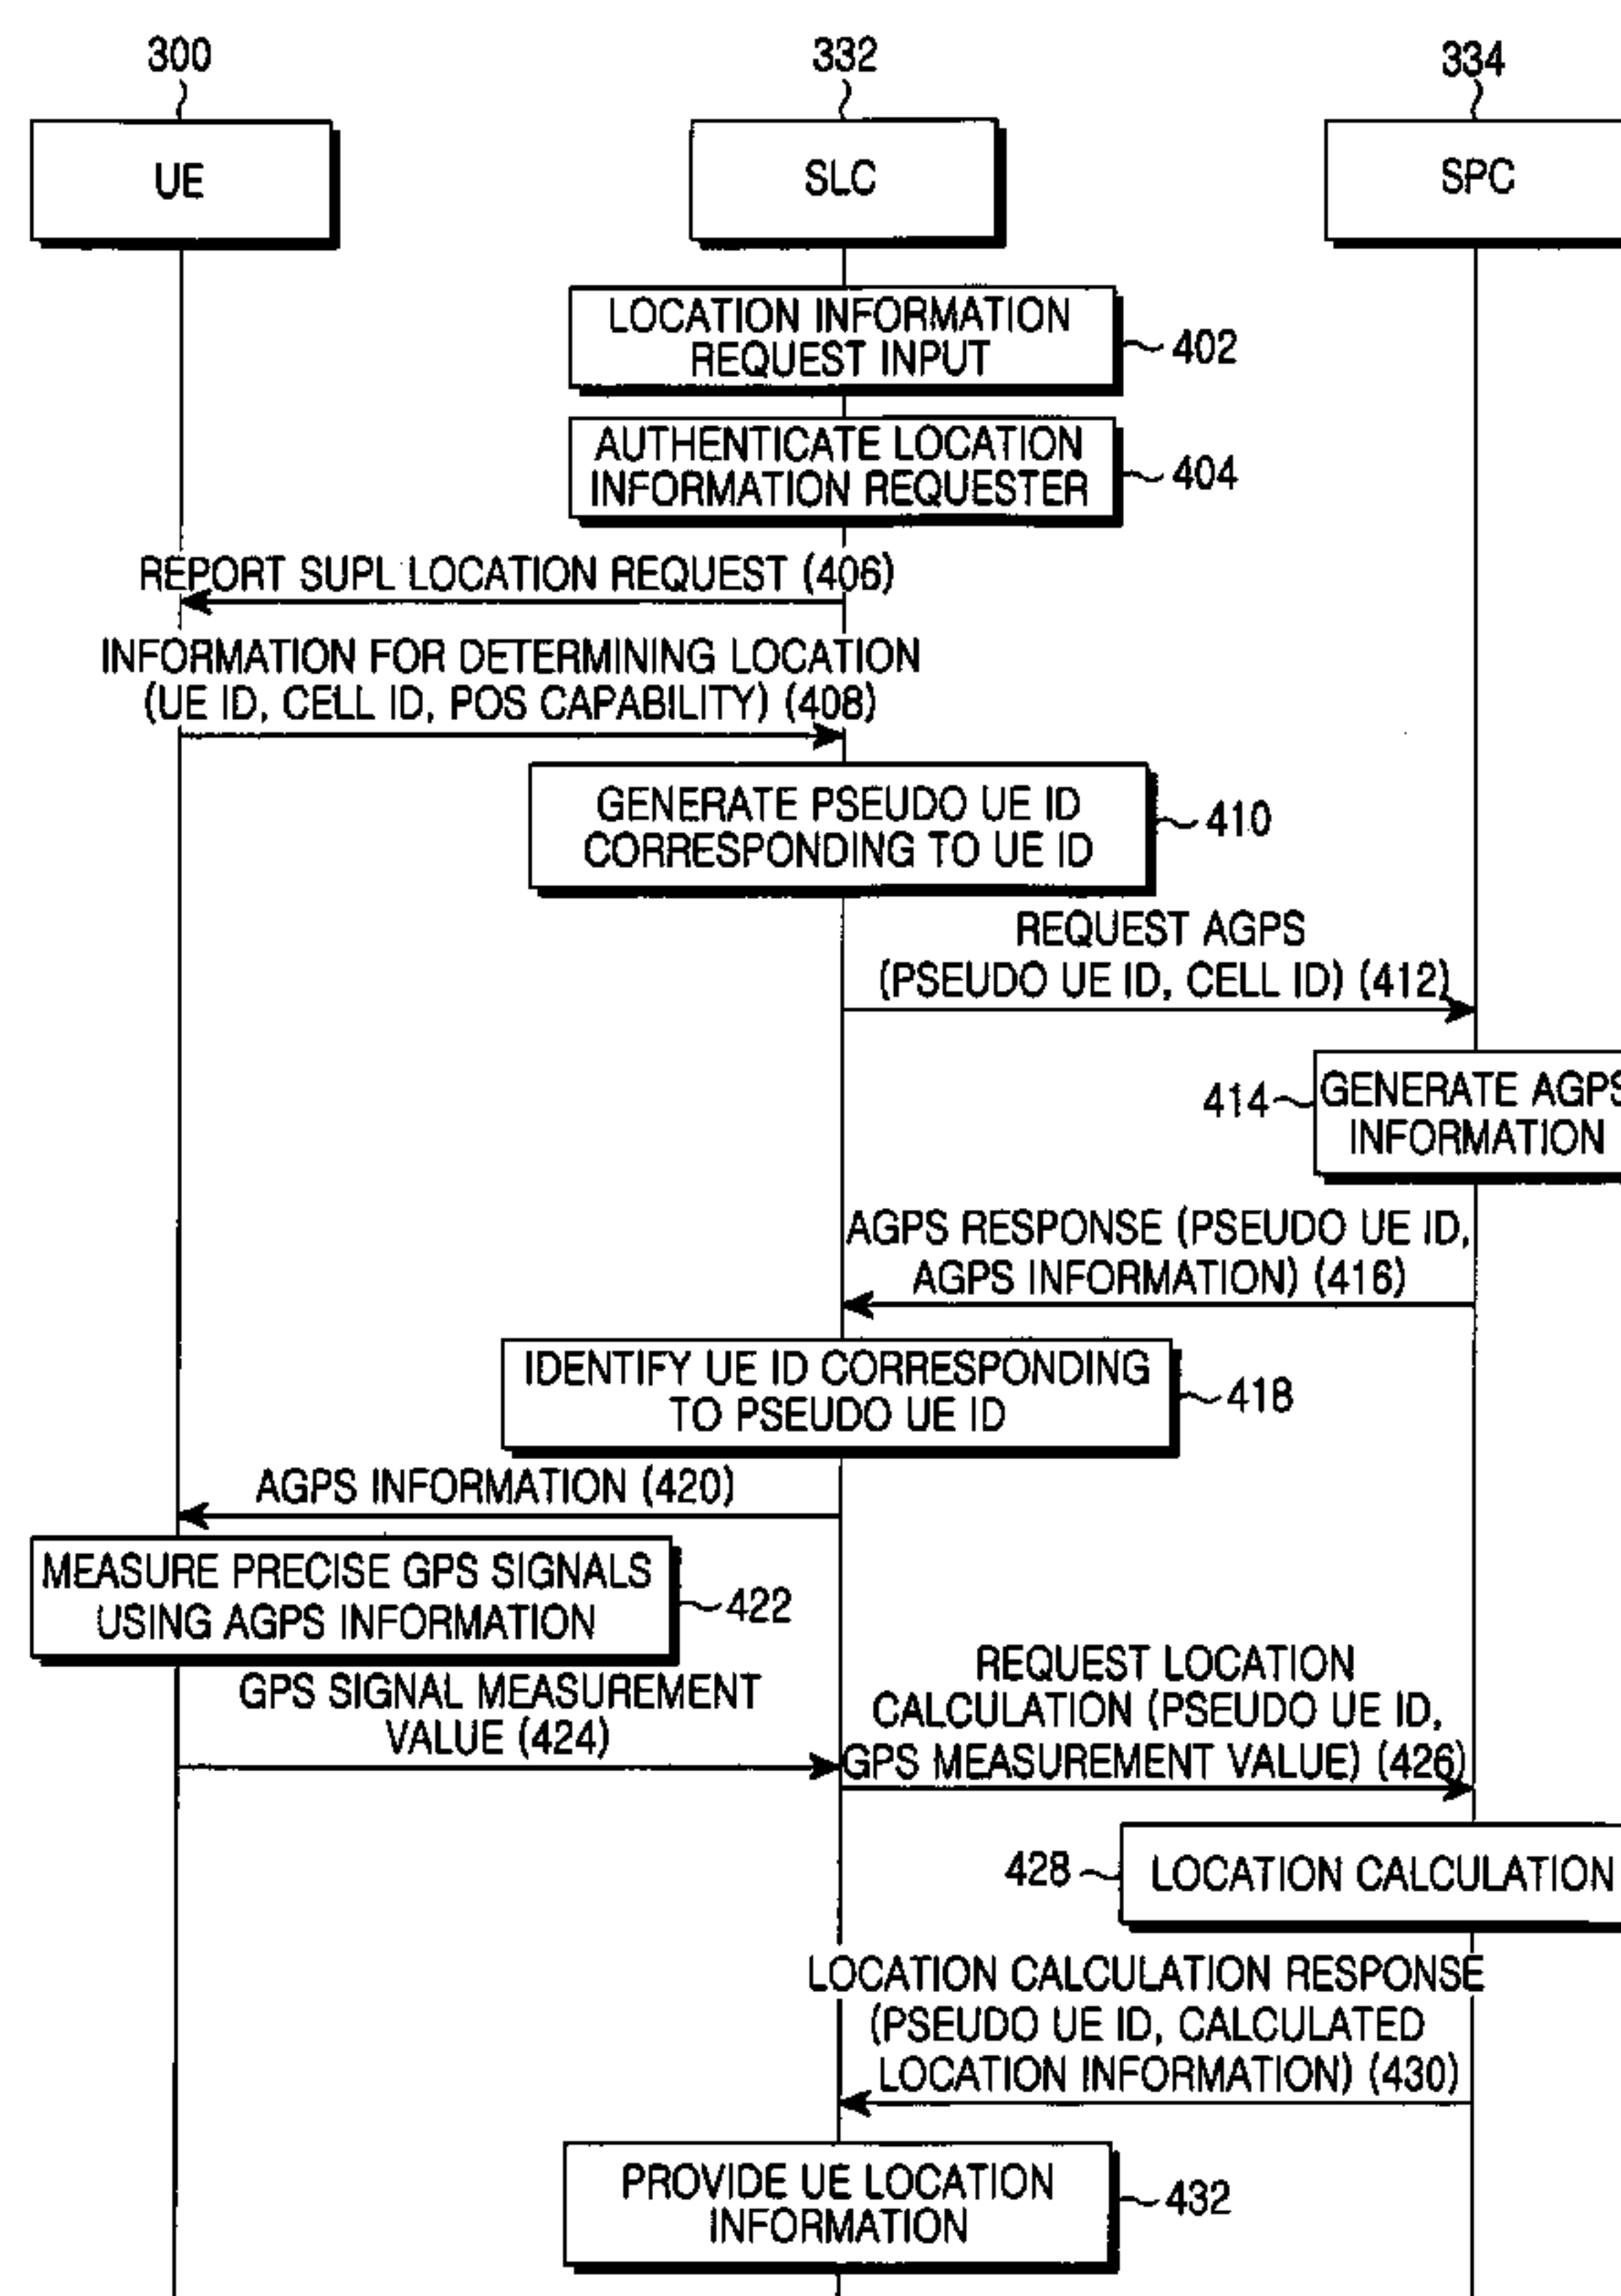 300
332
334
UE
SLC
SPC
LOCATION INFORMATION
REQUEST INPUT
402
AUTHENTICATE LOCATION
INFORMATION REQUESTER
404
REPORT SUPL LOCATION REQUEST (406)
INFORMATION FOR DETERMINING LOCATION
(UE ID, CELL ID, POS CAPABILITY) (408)
GENERATE PSEUDO UE ID
CORRESPONDING TO UE ID
410
REQUEST AGPS
(PSEUDO UE ID, CELL ID) (412)
414
GENERATE AGPS
INFORMATION
AGPS RESPONSE (PSEUDO UE ID,
AGPS INFORMATION) (416)
IDENTIFY UE ID CORRESPONDING
TO PSEUDO UE ID
418
AGPS INFORMATION (420)
MEASURE PRECISE GPS SIGNALS
USING AGPS INFORMATION
422
GPS SIGNAL MEASUREMENT
VALUE (424)
REQUEST LOCATION
CALCULATION (PSEUDO UE ID,
GPS MEASUREMENT VALUE) (426)
428
LOCATION CALCULATION
LOCATION CALCULATION RESPONSE
(PSEUDO UE ID, CALCULATED
LOCATION INFORMATION) (430)
PROVIDE UE LOCATION
INFORMATION
432